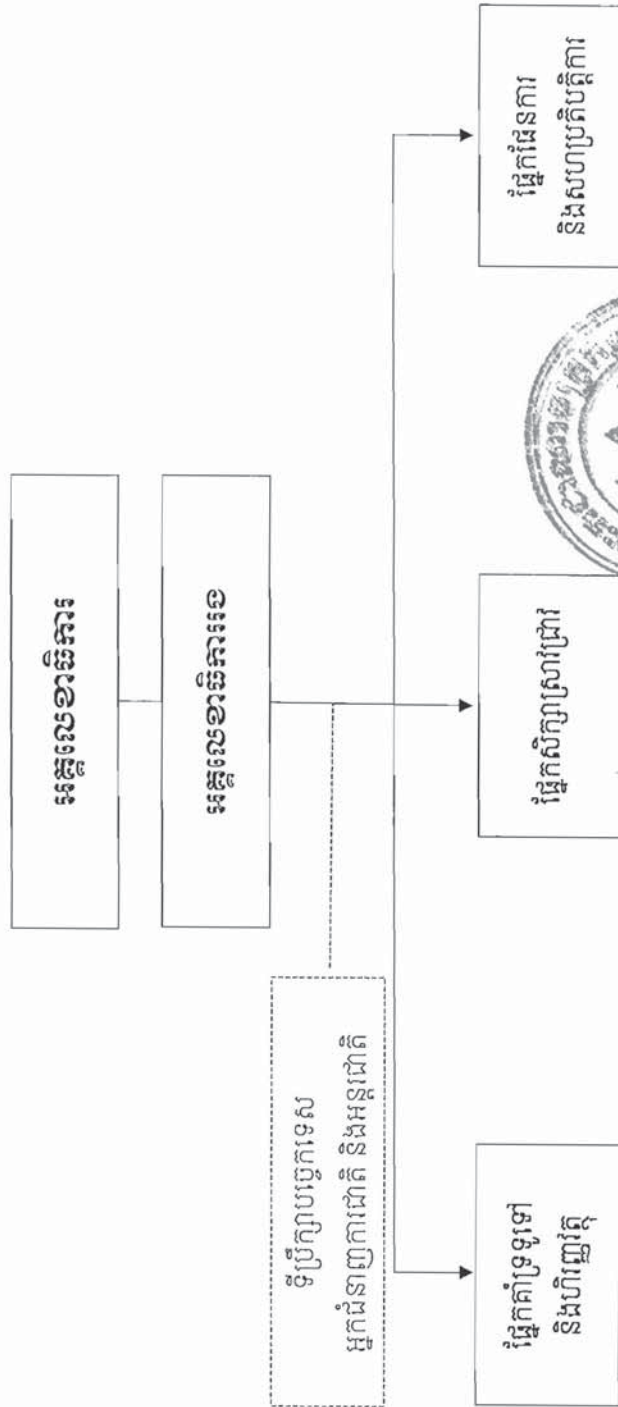 អគ្គលេខាធិការ
អគ្គលេខាធិការរង
ទីប្រឹក្សាបច្ចេកទេស
អ្នកជំនាញការជាតិ និងអន្តរជាតិ
ផ្នែកគាំទ្រទូទៅ
និងហិរញ្ញវត្ថុ
ផ្នែកសិក្សាស្រាវជ្រាវ
ផ្នែកផែនការ
និងសហប្រតិបត្តិការ